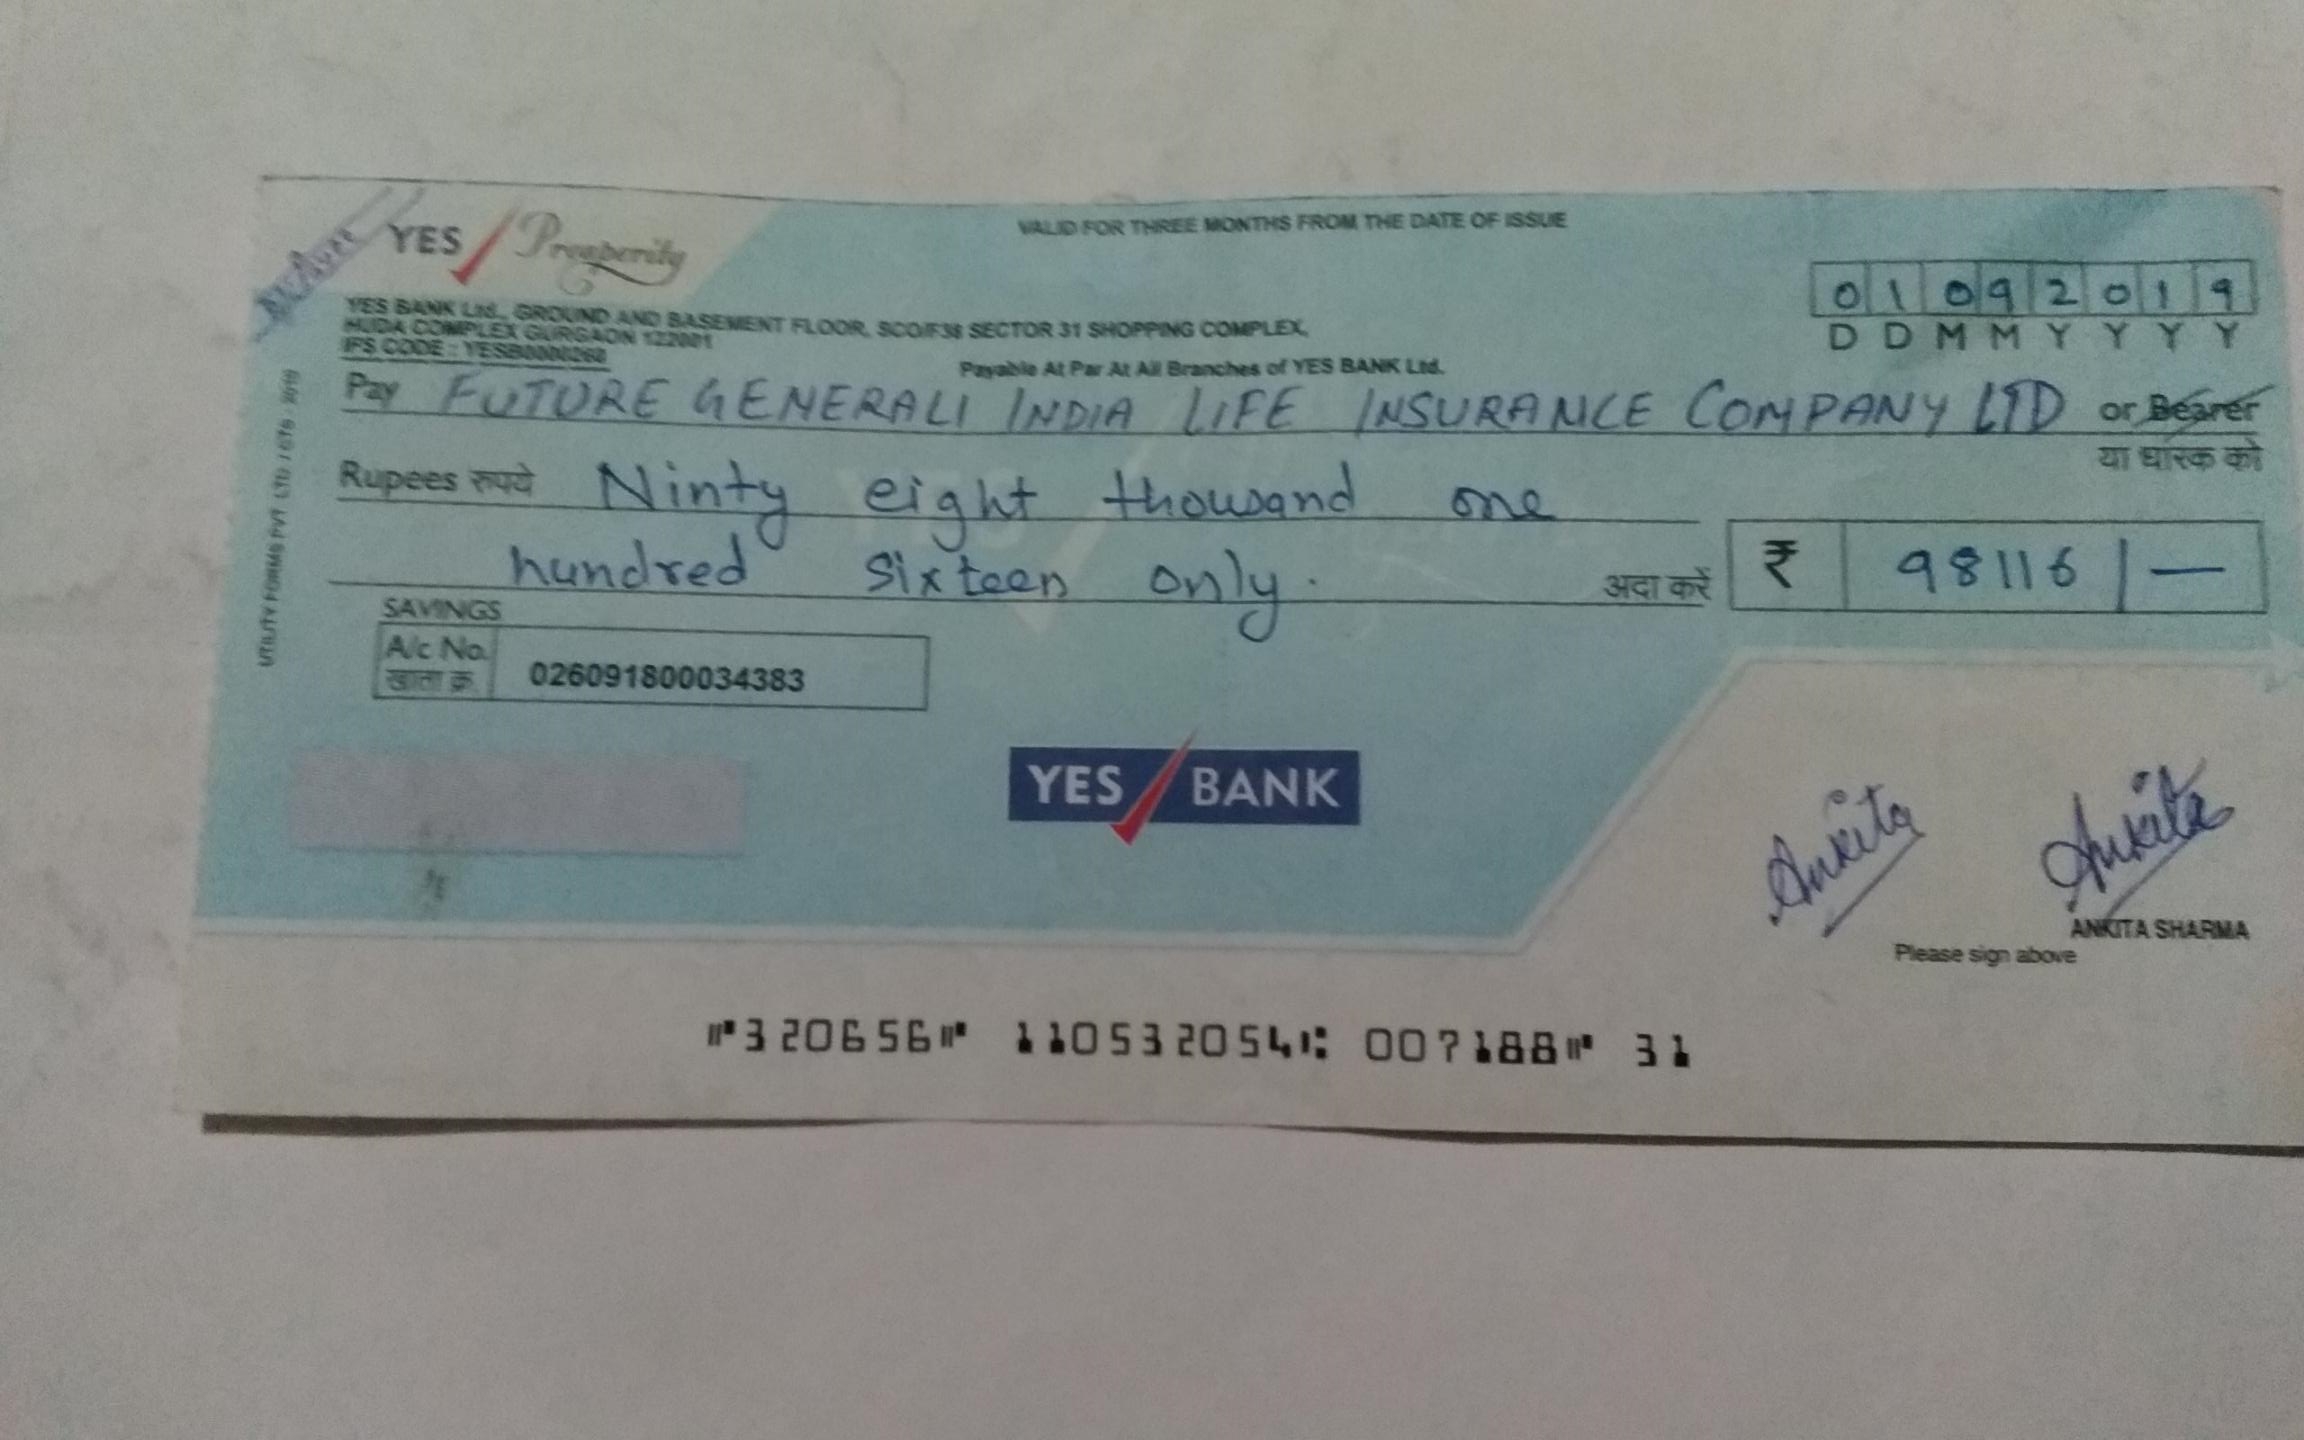 A/c Payee
YES Prosperity
VALID FOR THREE MONTHS FROM THE DATE OF ISSUE
YES BANK Ltd., GROUND AND BASEMENT FLOOR, SCO/F38 SECTOR 31 SHOPPING COMPLEX,
HUDA COMPLEX GURGAON 122001
IFS CODE : YESB0000260
Payable At Par At All Branches of YES BANK Ltd.
0 1 0 9 2 0 1 9
D D M M Y Y Y Y
Pay FUTURE GENERALI INDIA LIFE INSURANCE COMPANY LTD or Bearer
या धारक को
Rupees रुपये Ninty eight thousand one
hundred sixteen only. अदा करें ₹ 98116/—
SAVINGS
A/c No.
खाता क्र. 026091800034383
UTILITY FORMS PVT LTD / CTS - 2010
YES BANK
Ankita Ankita
ANKITA SHARMA
Please sign above
⑈320656⑈ 110532054⑆ 007188⑈ 31